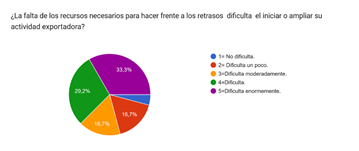 ¿La falta de los recursos necesarios para hacer frente a los retrasos dificulta el iniciar o ampliar su
actividad exportadora?
33,3%
29,2%
16,7%
16,7%
1= No dificulta.
2= Dificulta un poco.
3=Dificulta moderadamente.
4=Dificulta.
5=Dificulta enormemente.